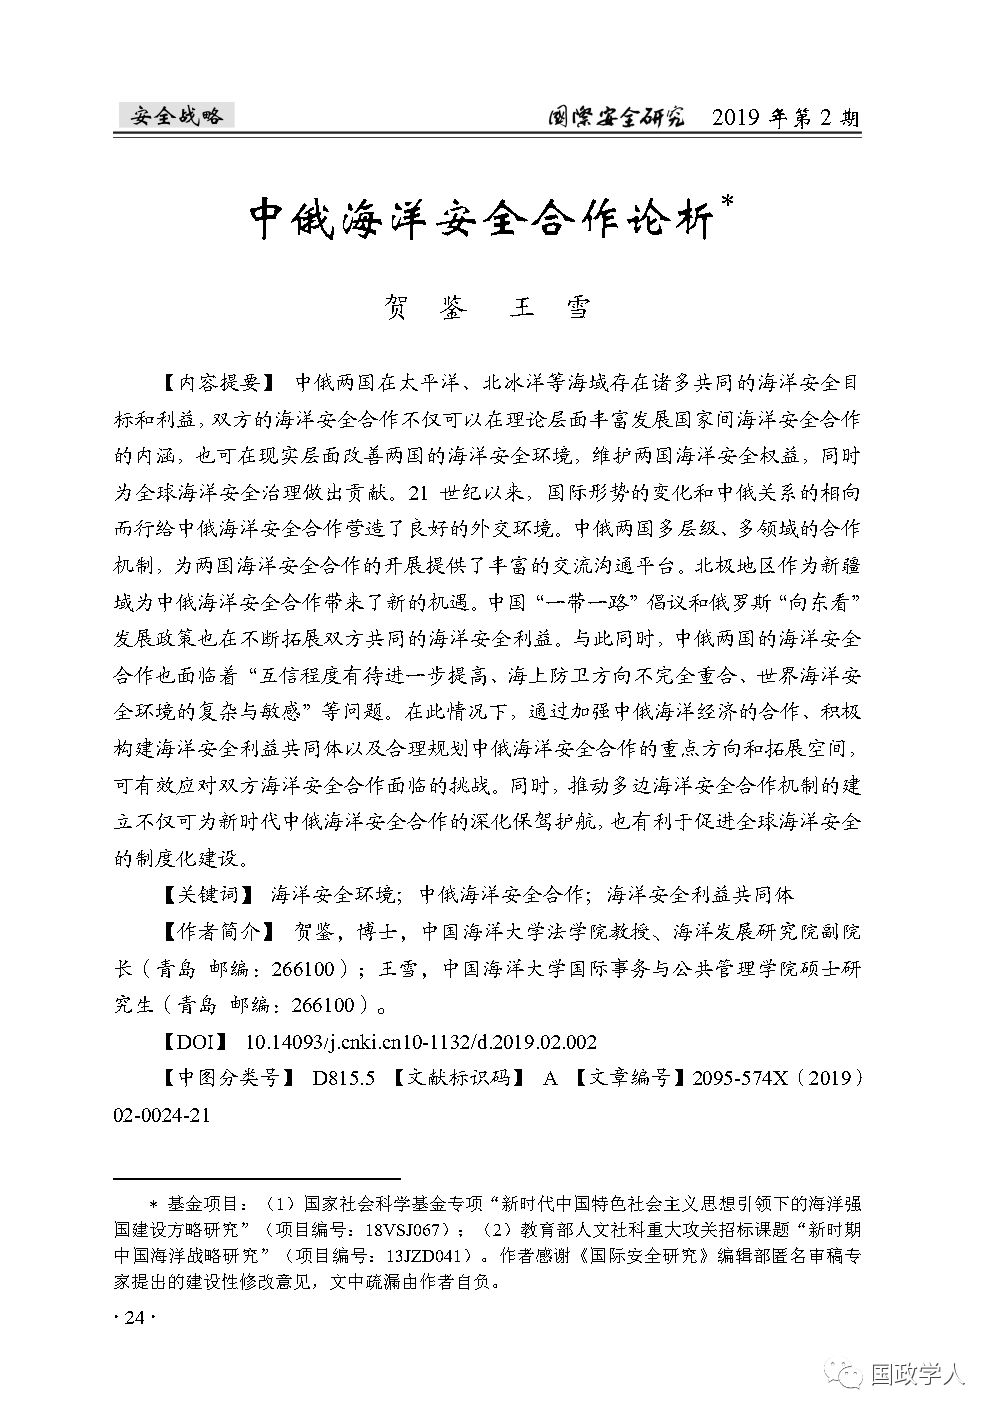 安全战略
国际安全研究 2019 年第 2 期
中俄海洋安全合作论析*
贺 鉴 王 雪
【内容提要】 中俄两国在太平洋、北冰洋等海域存在诸多共同的海洋安全目
标和利益，双方的海洋安全合作不仅可以在理论层面丰富发展国家间海洋安全合作
的内涵，也可在现实层面改善两国的海洋安全环境，维护两国海洋安全权益，同时
为全球海洋安全治理做出贡献。21 世纪以来，国际形势的变化和中俄关系的相向
而行给中俄海洋安全合作营造了良好的外交环境。中俄两国多层级、多领域的合作
机制，为两国海洋安全合作的开展提供了丰富的交流沟通平台。北极地区作为新疆
域为中俄海洋安全合作带来了新的机遇。中国“一带一路”倡议和俄罗斯“向东看”
发展政策也在不断拓展双方共同的海洋安全利益。与此同时，中俄两国的海洋安全
合作也面临着“互信程度有待进一步提高、海上防卫方向不完全重合、世界海洋安
全环境的复杂与敏感”等问题。在此情况下，通过加强中俄海洋经济的合作、积极
构建海洋安全利益共同体以及合理规划中俄海洋安全合作的重点方向和拓展空间，
可有效应对双方海洋安全合作面临的挑战。同时，推动多边海洋安全合作机制的建
立不仅可为新时代中俄海洋安全合作的深化保驾护航，也有利于促进全球海洋安全
的制度化建设。
【关键词】 海洋安全环境；中俄海洋安全合作；海洋安全利益共同体
【作者简介】 贺鉴，博士，中国海洋大学法学院教授、海洋发展研究院副院
长（青岛 邮编：266100）；王雪，中国海洋大学国际事务与公共管理学院硕士研
究生（青岛 邮编：266100）。
【DOI】 10.14093/j.cnki.cn10-1132/d.2019.02.002
【中图分类号】 D815.5 【文献标识码】 A 【文章编号】2095-574X（2019）
02-0024-21
* 基金项目：（1）国家社会科学基金专项“新时代中国特色社会主义思想引领下的海洋强
国建设方略研究”（项目编号：18VSJ067）；（2）教育部人文社科重大攻关招标课题“新时期
中国海洋战略研究”（项目编号：13JZD041）。作者感谢《国际安全研究》编辑部匿名审稿专
家提出的建设性修改意见，文中疏漏由作者自负。
· 24 ·
国政学人